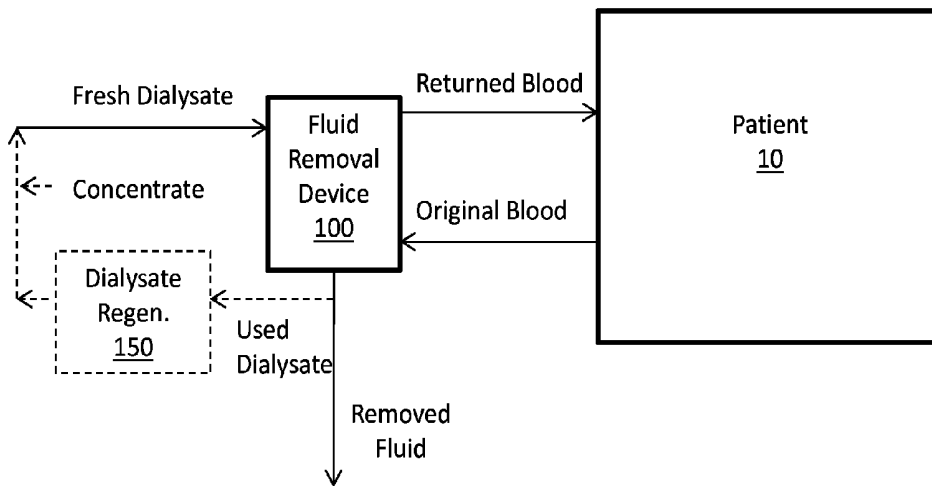 Fresh Dialysate
Fluid
Removal
Device
100
Returned Blood
Patient
10
Concentrate
Original Blood
Dialysate
Regen.
150
Used
Dialysate
Removed
Fluid